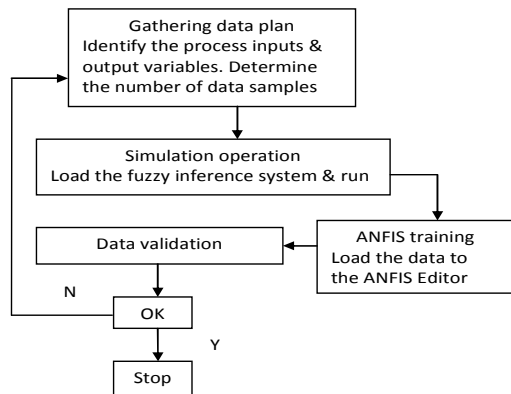 Gathering data plan
Identify the process inputs &
output variables. Determine
the number of data samples
Simulation operation
Load the fuzzy inference system & run
ANFIS training
Load the data to
the ANFIS Editor
Data validation
N
OK
Y
Stop